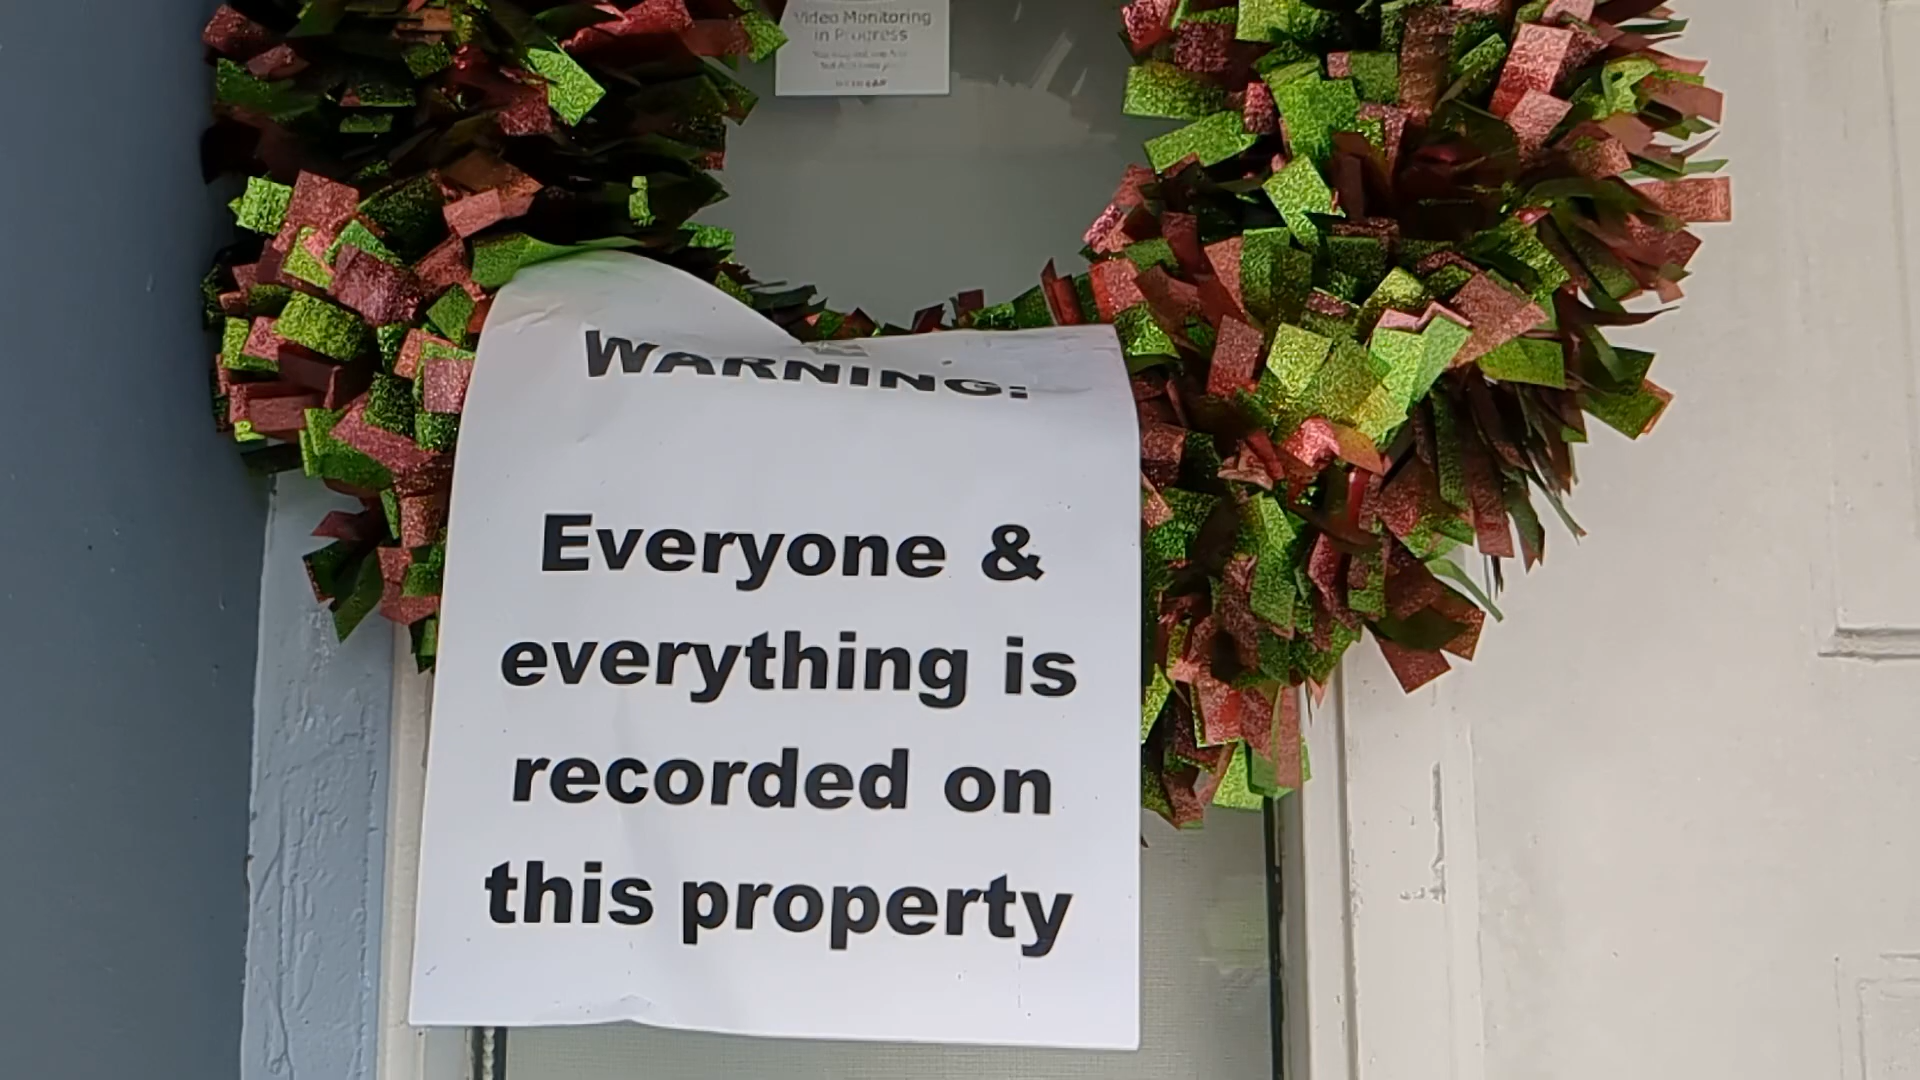 Video Monitoring
in Progress
WARNING:
Everyone &
everything is
recorded on
this property